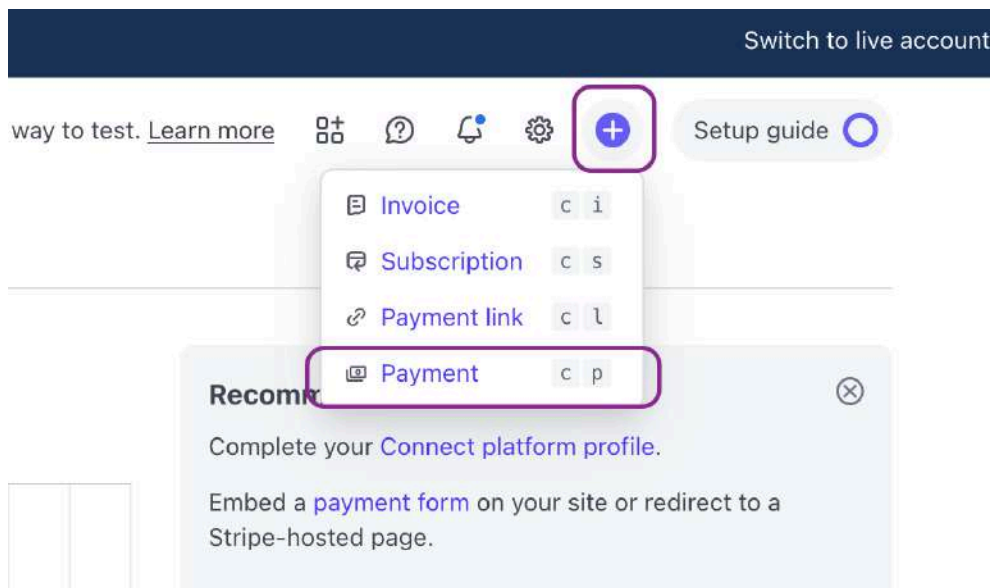 Switch to live account
way to test. Learn more
Setup guide
Invoice c i
Subscription c s
Payment link c l
Payment c p
Complete your Connect platform profile.
Embed a payment form on your site or redirect to a
Stripe-hosted page.